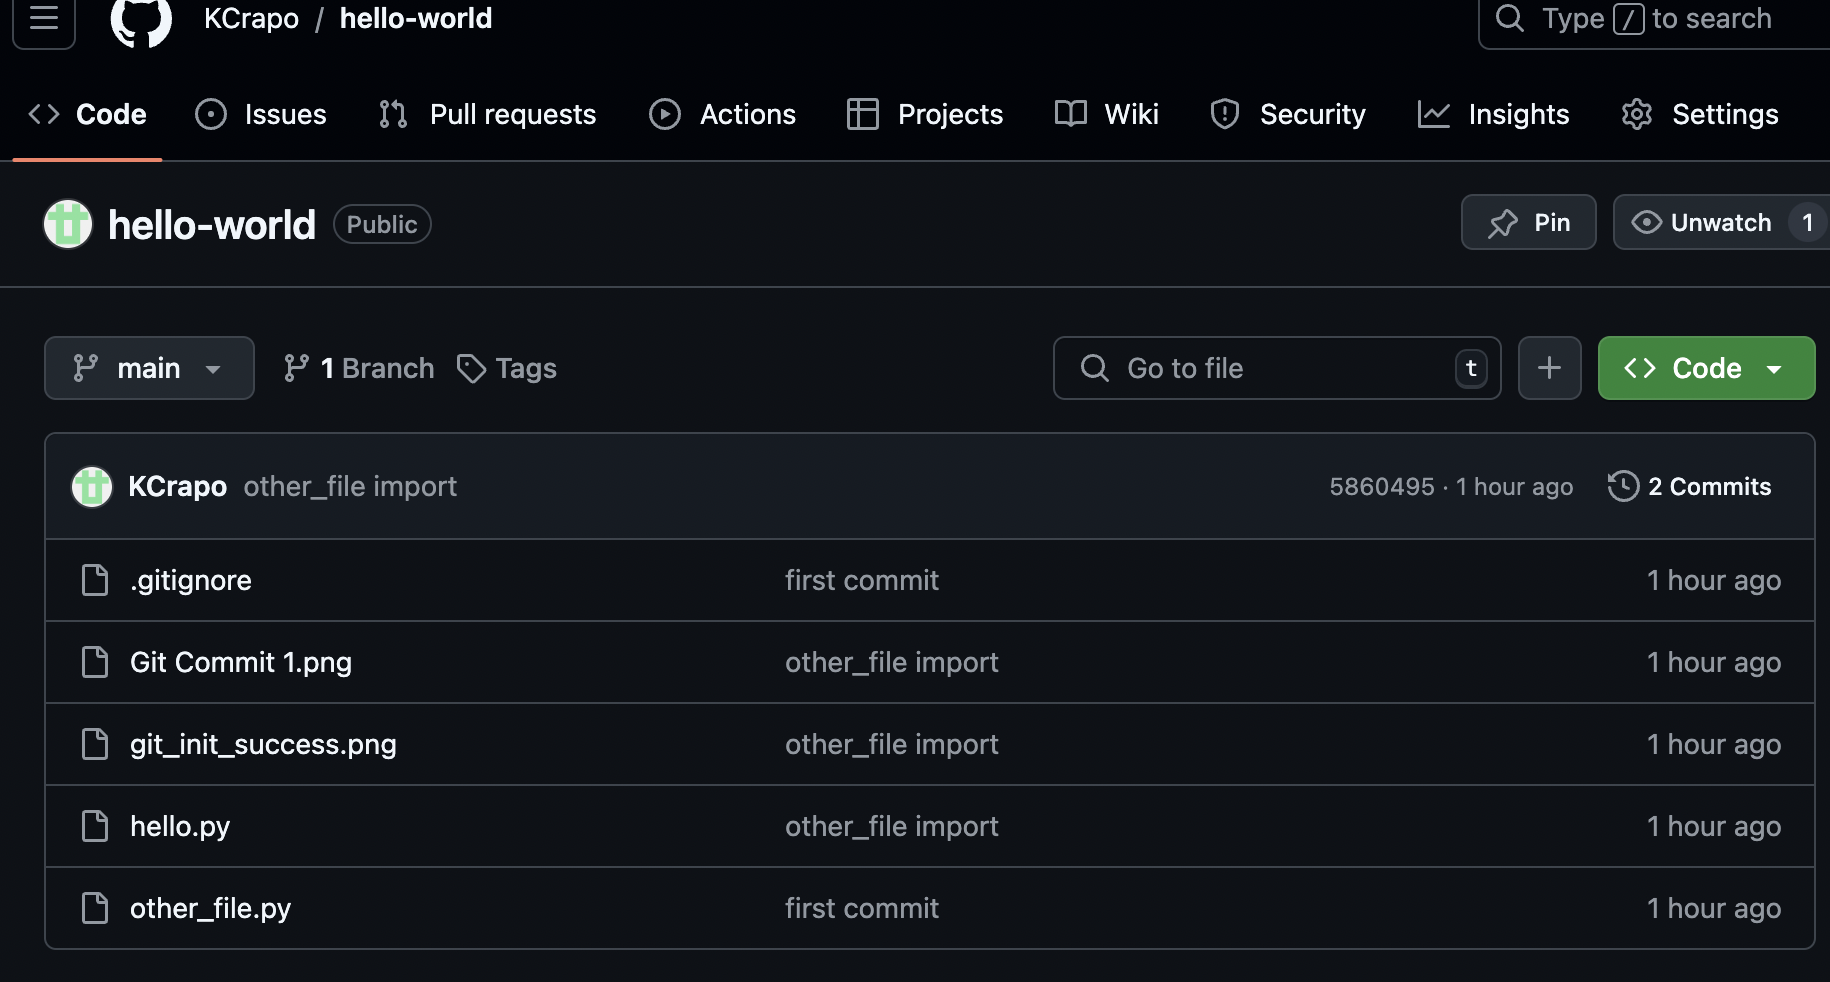 KCrapo / hello-world
Type / to search
Code Issues Pull requests Actions Projects Wiki Security Insights Settings
hello-world Public
Pin Unwatch 1
main 1 Branch Tags Go to file t Code
KCrapo other_file import 5860495 · 1 hour ago 2 Commits
.gitignore first commit 1 hour ago
Git Commit 1.png other_file import 1 hour ago
git_init_success.png other_file import 1 hour ago
hello.py other_file import 1 hour ago
other_file.py first commit 1 hour ago